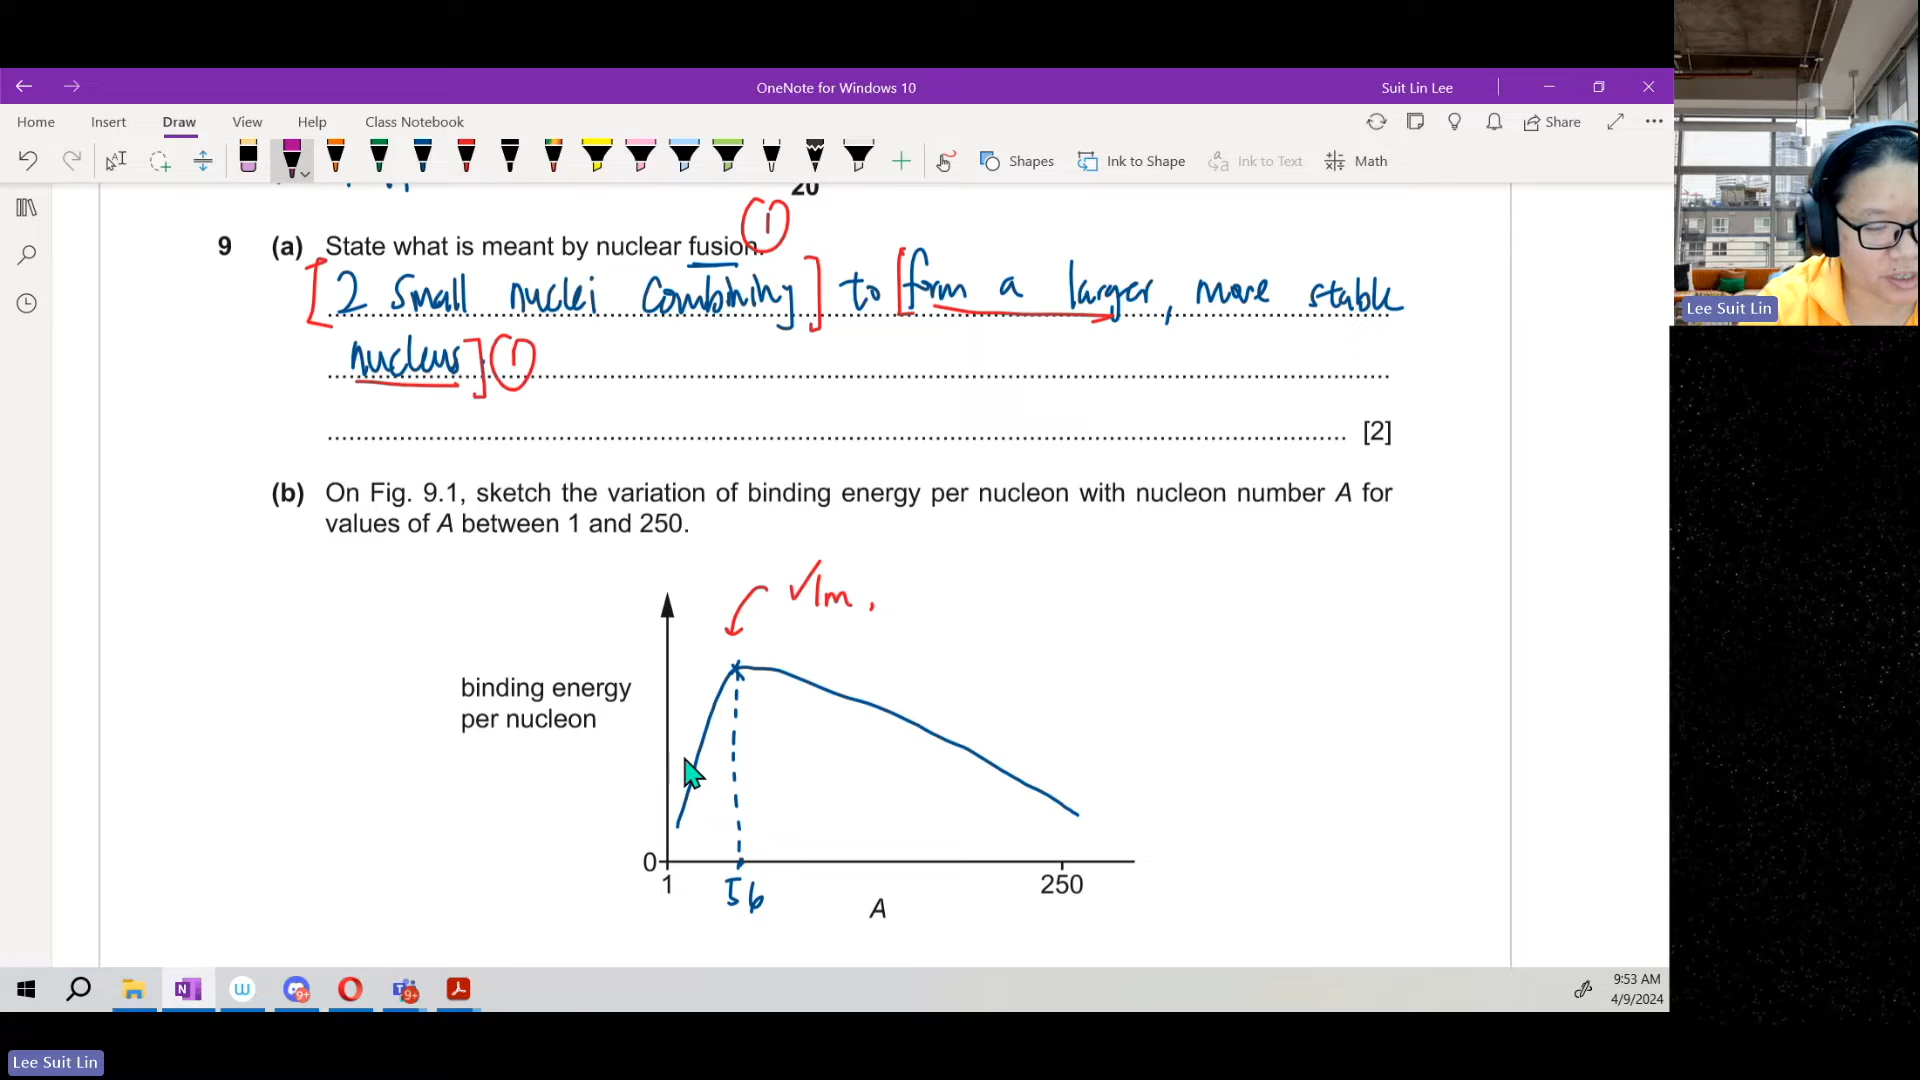 OneNote for Windows 10
Suit Lin Lee
Home Insert Draw View Help Class Notebook
Share
Shapes Ink to Shape Ink to Text Math
20
9 (a) State what is meant by nuclear fusion. 1
[2 small nuclei combining] to [form a larger, more stable
nucleus] 1
[2]
(b) On Fig. 9.1, sketch the variation of binding energy per nucleon with nucleon number A for
values of A between 1 and 250.
✓1m.
binding energy
per nucleon
0
1 56 250
A
Lee Suit Lin
9+ 9+
9:53 AM
4/9/2024
Lee Suit Lin